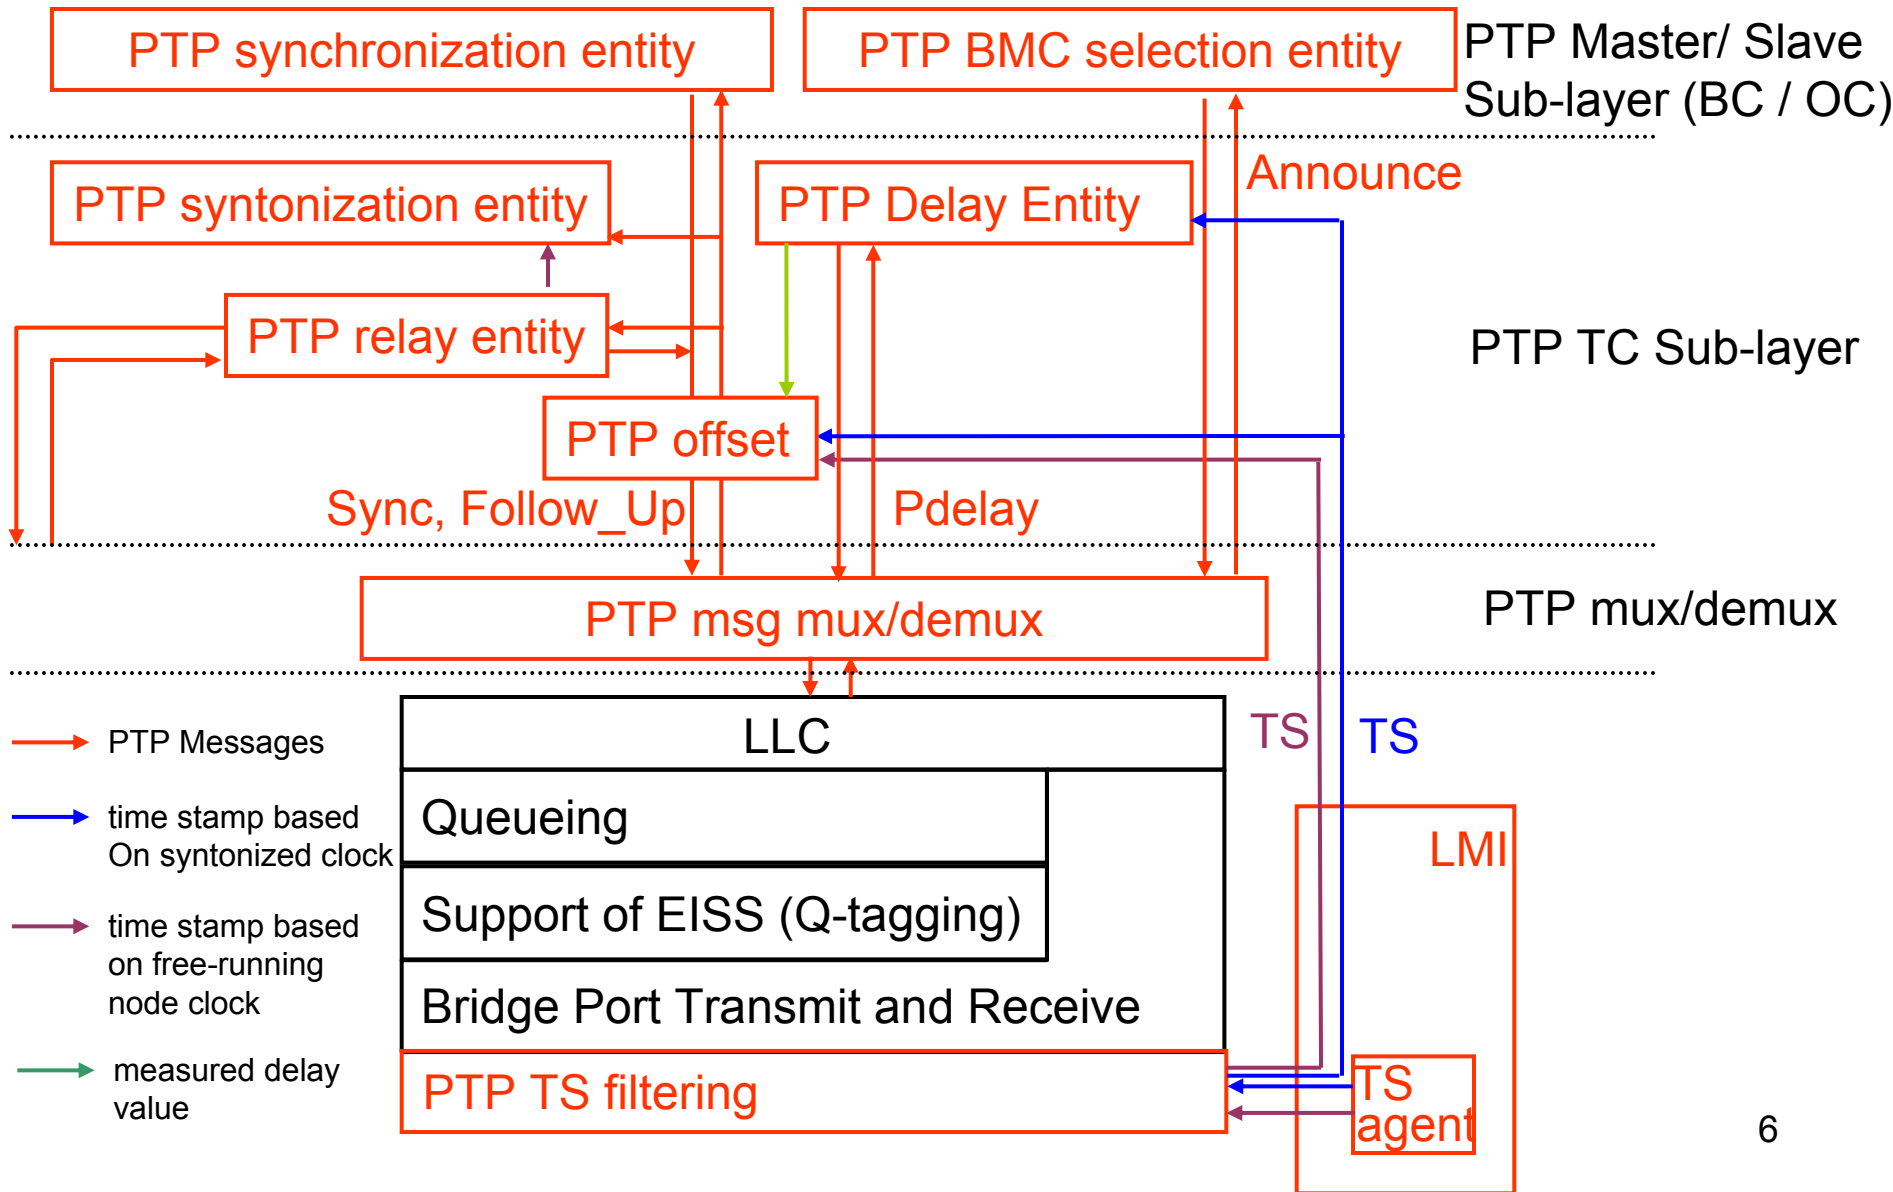 PTP synchronization entity
PTP BMC selection entity
PTP Master/ Slave
Sub-layer (BC / OC)
Announce
PTP syntonization entity
PTP Delay Entity
PTP relay entity
PTP TC Sub-layer
PTP offset
Sync, Follow_Up
Pdelay
PTP msg mux/demux
PTP mux/demux
PTP Messages
LLC
TS
TS
time stamp based
On syntonized clock
Queueing
LMI
Support of EISS (Q-tagging)
time stamp based
on free-running
node clock
Bridge Port Transmit and Receive
measured delay
value
PTP TS filtering
TS
agent
6